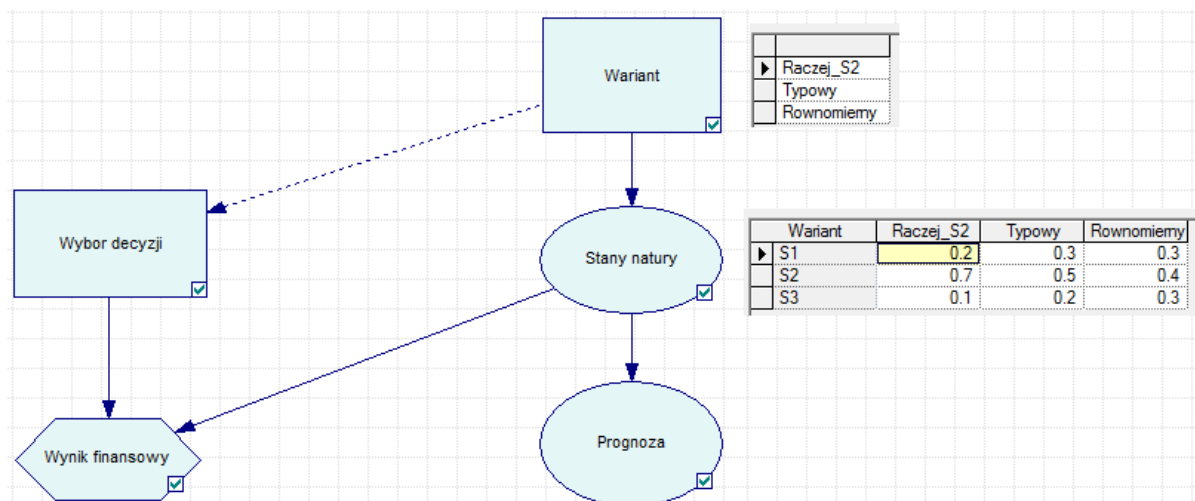 Wariant
Raczej_S2
Typowy
Rownomierny
Wybor decyzji
Stany natury
Wariant Raczej_S2 Typowy Rownomierny
S1 0.2 0.3 0.3
S2 0.7 0.5 0.4
S3 0.1 0.2 0.3
Wynik finansowy
Prognoza